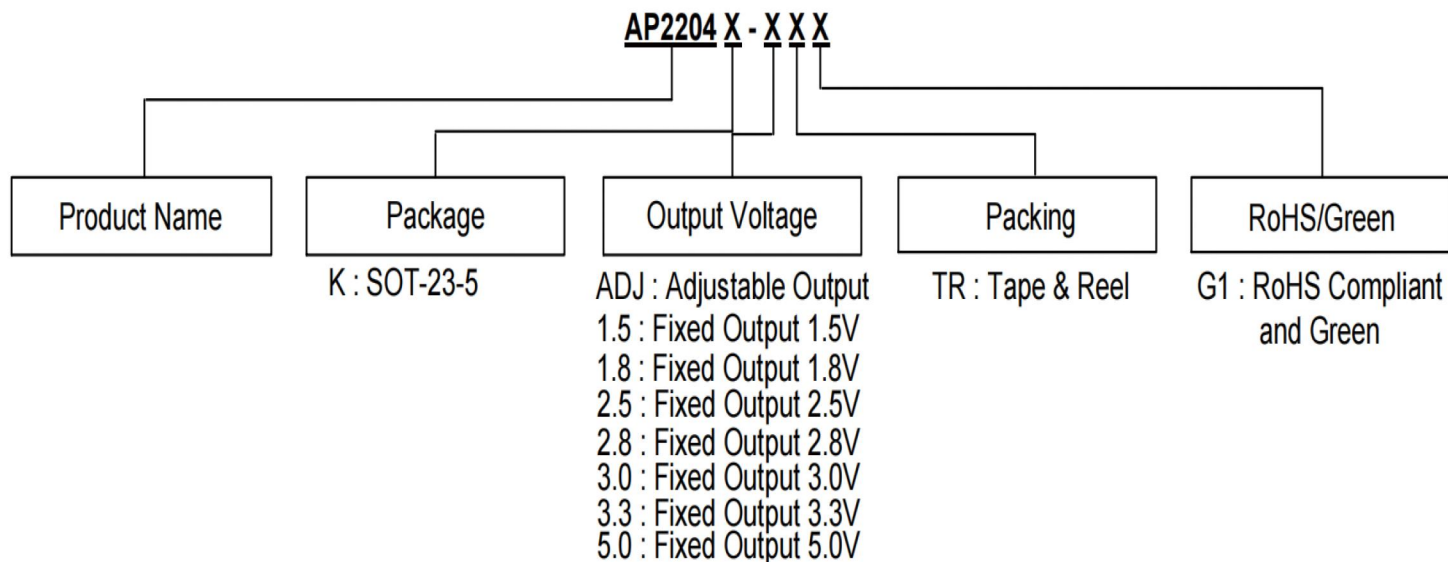 AP2204 X - X X X
Product Name
Package
Output Voltage
Packing
RoHS/Green
K : SOT-23-5
ADJ : Adjustable Output
1.5 : Fixed Output 1.5V
1.8 : Fixed Output 1.8V
2.5 : Fixed Output 2.5V
2.8 : Fixed Output 2.8V
3.0 : Fixed Output 3.0V
3.3 : Fixed Output 3.3V
5.0 : Fixed Output 5.0V
TR : Tape & Reel
G1 : RoHS Compliant
and Green